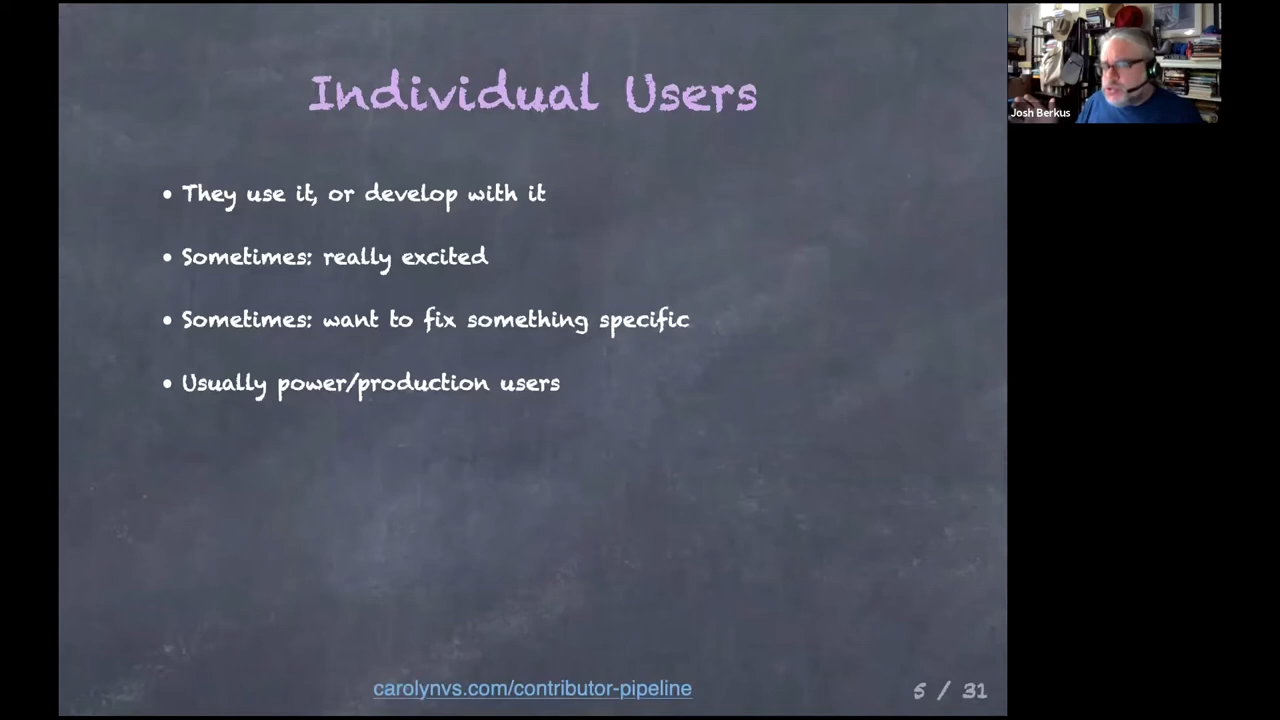 Individual Users
• They use it, or develop with it
• Sometimes: really excited
• Sometimes: want to fix something specific
• Usually power/production users
carolynvs.com/contributor-pipeline
5 / 31
Josh Berkus